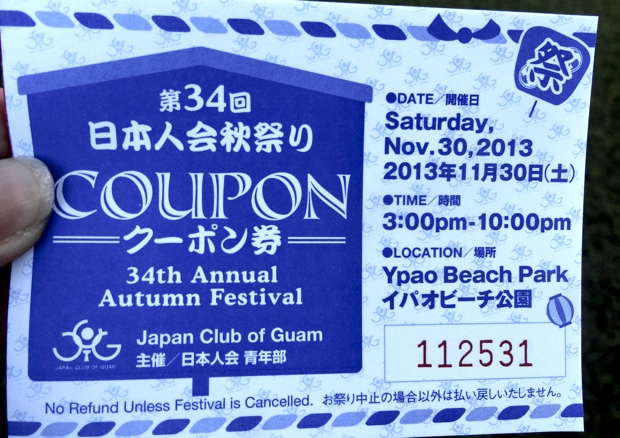 第34回
日本人会秋祭り
COUPON
クーポン券
34th Annual
Autumn Festival
JAPAN CLUB OF GUAM
Japan Club of Guam
主催／日本人会 青年部
祭
●DATE／開催日
Saturday,
Nov.30,2013
2013年11月30日(土)
●TIME／時間
3:00pm-10:00pm
●LOCATION／場所
Ypao Beach Park
イパオビーチ公園
112531
No Refund Unless Festival is Cancelled. お祭り中止の場合以外は払い戻しいたしません。